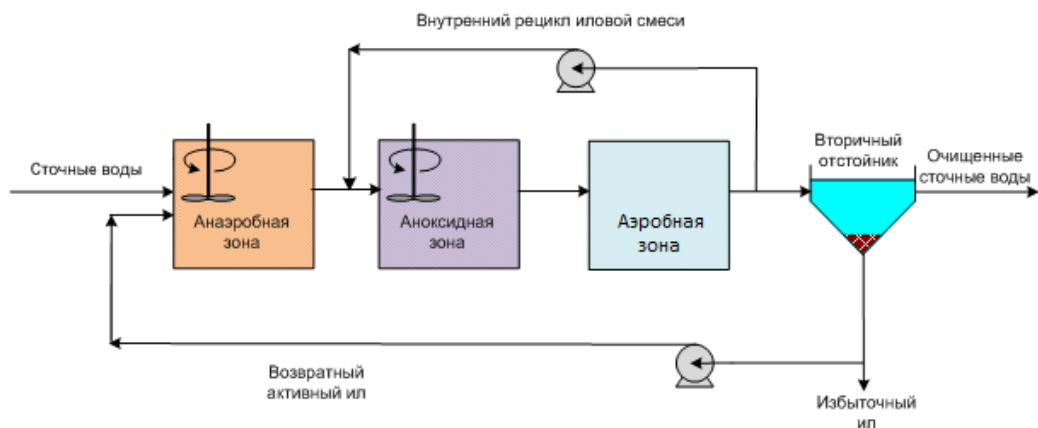 Внутренний рецикл иловой смеси
Сточные воды
Анаэробная
зона
Аноксидная
зона
Аэробная
зона
Вторичный
отстойник
Очищенные
сточные воды
Возвратный
активный ил
Избыточный
ил